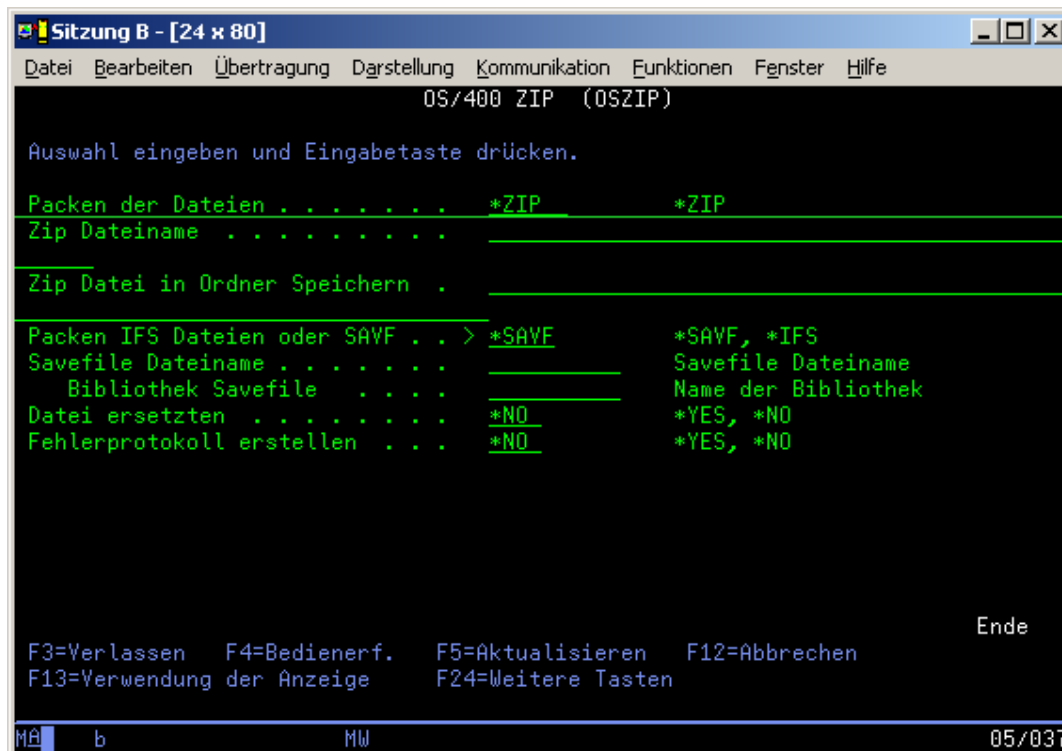 Sitzung B - [24 x 80]
Datei Bearbeiten Übertragung Darstellung Kommunikation Funktionen Fenster Hilfe
OS/400 ZIP (OSZIP)
Auswahl eingeben und Eingabetaste drücken.
Packen der Dateien . . . . . . . *ZIP *ZIP
Zip Dateiname . . . . . . . . .
Zip Datei in Ordner Speichern .
Packen IFS Dateien oder SAVF . . > *SAVF *SAVF, *IFS
Savefile Dateiname . . . . . . . Savefile Dateiname
Bibliothek Savefile . . . . Name der Bibliothek
Datei ersetzten . . . . . . . . *NO *YES, *NO
Fehlerprotokoll erstellen . . . *NO *YES, *NO
Ende
F3=Verlassen F4=Bedienerf. F5=Aktualisieren F12=Abbrechen
F13=Verwendung der Anzeige F24=Weitere Tasten
MA b MW 05/037